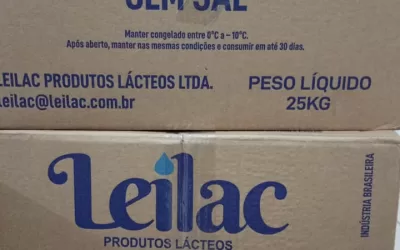 SEM SAL
Manter congelado entre 0°C a – 10°C.
Após aberto, manter nas mesmas condições e consumir em até 30 dias.
LEILAC PRODUTOS LÁCTEOS LTDA.
leilac@leilac.com.br
PESO LÍQUIDO
25KG
Leilac
PRODUTOS LÁCTEOS
INDÚSTRIA BRASILEIRA